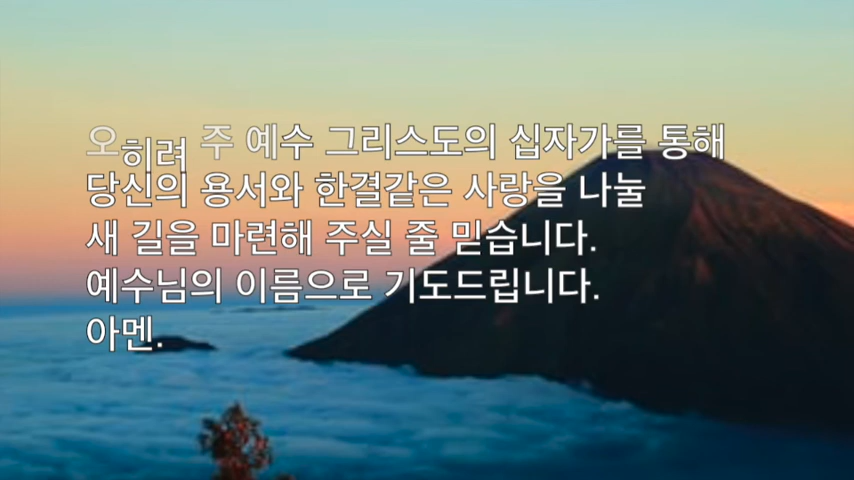 오히려 주 예수 그리스도의 십자가를 통해
당신의 용서와 한결같은 사랑을 나눌
새 길을 마련해 주실 줄 믿습니다.
예수님의 이름으로 기도드립니다.
아멘.